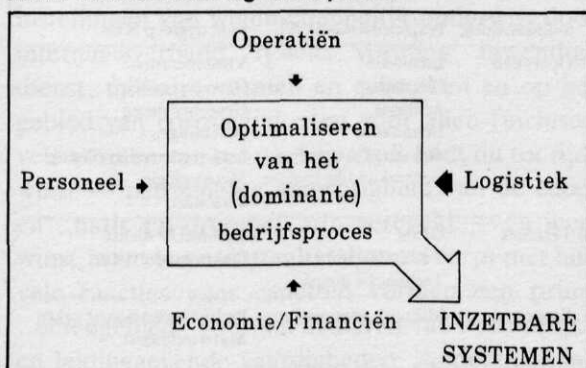 Operatiën
Optimaliseren
van het
Personeel
(dominante)
Logistiek
bedrijfsproces
Economie/Financiën
INZETBARE
SYSTEMEN